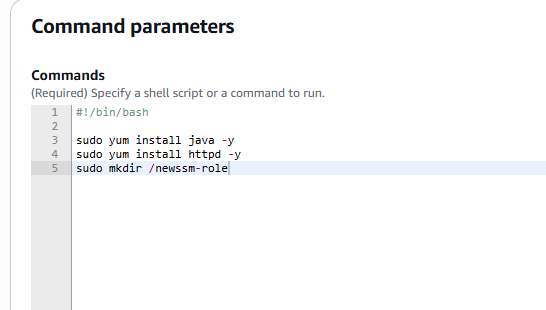 Command parameters
Commands
(Required) Specify a shell script or a command to run.
1 #!/bin/bash
2
3 sudo yum install java -y
4 sudo yum install httpd -y
5 sudo mkdir /newssm-role